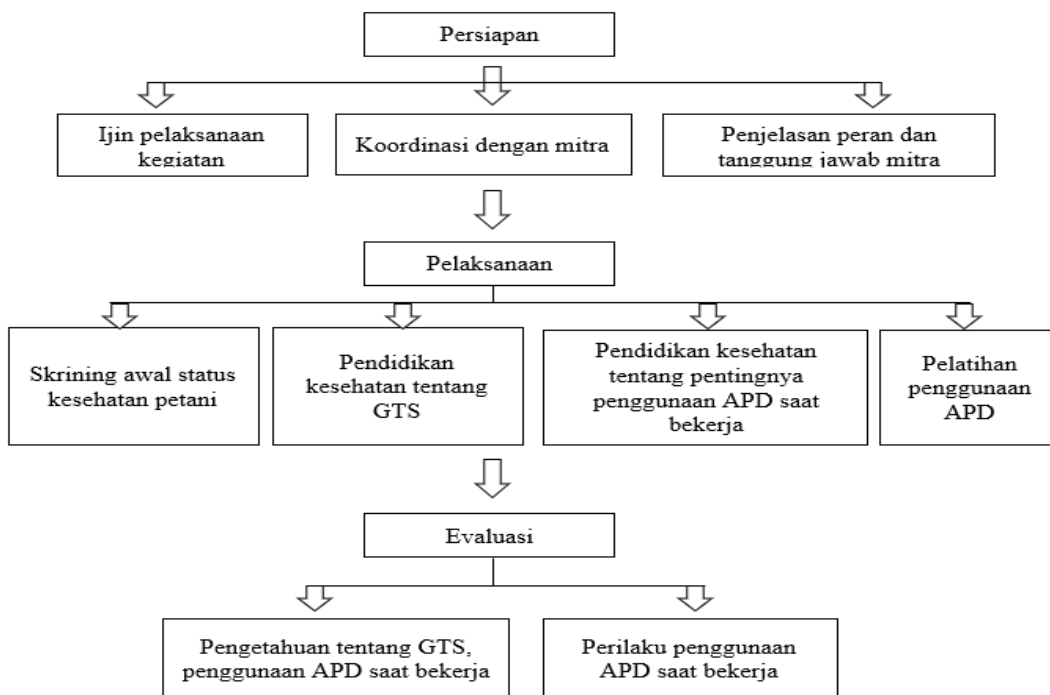 Persiapan
Ijin pelaksanaan
kegiatan
Koordinasi dengan mitra
Penjelasan peran dan
tanggung jawab mitra
Pelaksanaan
Skrining awal status
kesehatan petani
Pendidikan
kesehatan tentang
GTS
Pendidikan kesehatan
tentang pentingnya
penggunaan APD saat
bekerja
Pelatihan
penggunaan
APD
Evaluasi
Pengetahuan tentang GTS,
penggunaan APD saat bekerja
Perilaku penggunaan
APD saat bekerja